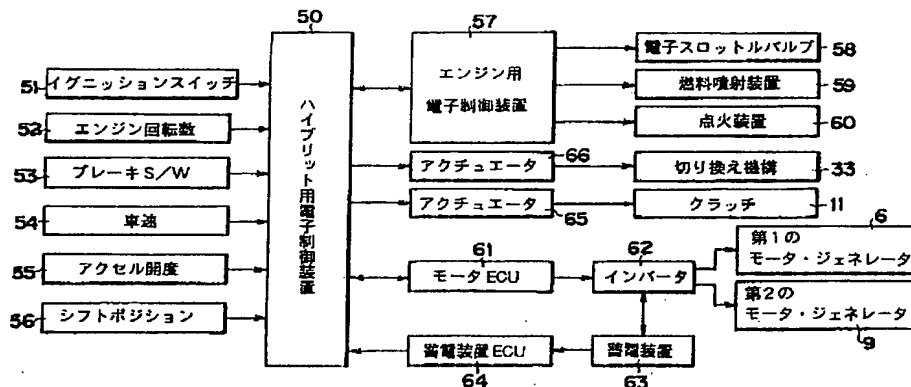 50
57
51
イグニッションスイッチ
52
エンジン回転数
53
ブレーキS/W
54
車速
55
アクセル開度
56
シフトポジション
ハイブリット用電子制御装置
エンジン用
電子制御装置
電子スロットルバルブ
58
燃料噴射装置
59
点火装置
60
アクチュエータ
66
切り換え機構
33
アクチュエータ
65
クラッチ
11
61
モータECU
62
インバータ
6
第1の
モータ・ジェネレータ
第2の
モータ・ジェネレータ
9
蓄電装置ECU
64
蓄電装置
63